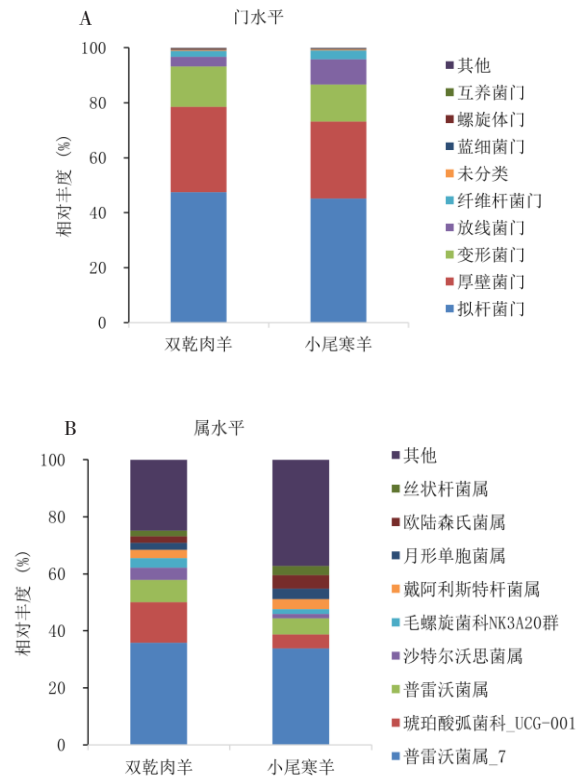 A
门水平
100
80
60
40
20
0
相对丰度 (%)
双乾肉羊
小尾寒羊
其他
互养菌门
螺旋体门
蓝细菌门
未分类
纤维杆菌门
放线菌门
变形菌门
厚壁菌门
拟杆菌门
B
属水平
100
80
60
40
20
0
相对丰度 (%)
双乾肉羊
小尾寒羊
其他
丝状杆菌属
欧陆森氏菌属
月形单胞菌属
戴阿利斯特杆菌属
毛螺旋菌科NK3A20群
沙特尔沃思菌属
普雷沃菌属
琥珀酸弧菌科_UCG-001
普雷沃菌属_7